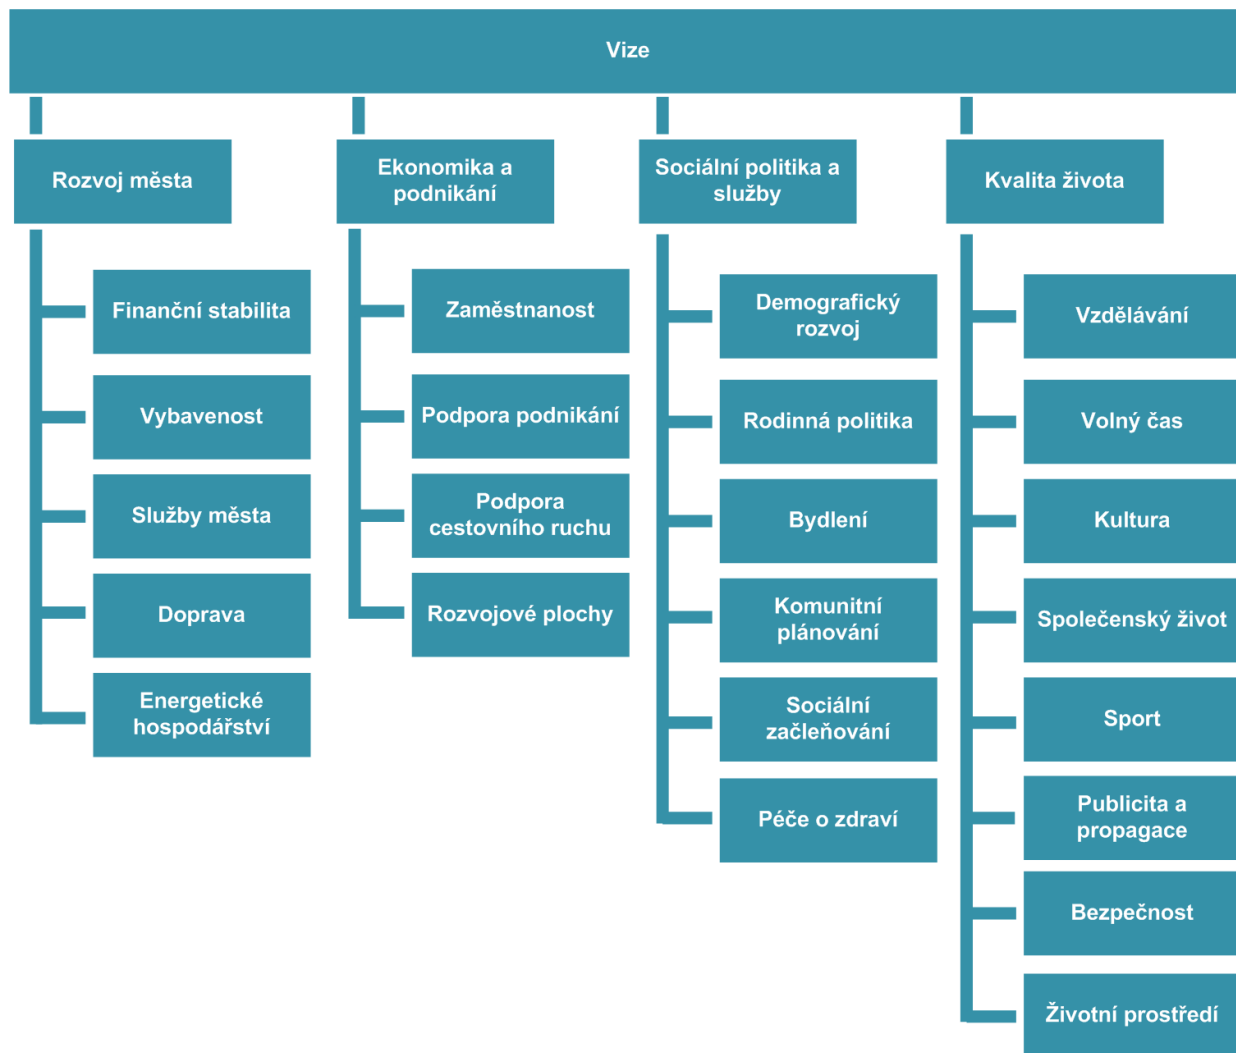 Vize
Rozvoj města
Finanční stabilita
Vybavenost
Služby města
Doprava
Energetické
hospodářství
Ekonomika a
podnikání
Zaměstnanost
Podpora podnikání
Podpora
cestovního ruchu
Rozvojové plochy
Sociální politika a
služby
Demografický
rozvoj
Rodinná politika
Bydlení
Komunitní
plánování
Sociální
začleňování
Péče o zdraví
Kvalita života
Vzdělávání
Volný čas
Kultura
Společenský život
Sport
Publicita a
propagace
Bezpečnost
Životní prostředí